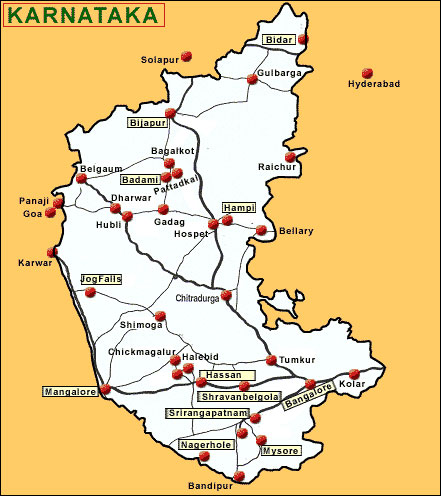 KARNATAKA
Bidar
Solapur
Gulbarga
Hyderabad
Bijapur
Bagalkot
Raichur
Belgaum
Badami
Pattadkal
Panaji
Dharwar
Goa
Hampi
Hubli
Gadag
Hospet
Bellary
Karwar
JogFalls
Chitradurga
Shimoga
Chickmagalur
Halebid
Tumkur
Hassan
Kolar
Mangalore
Shravanbelgola
Bangalore
Srirangapatnam
Nagerhole
Mysore
Bandipur